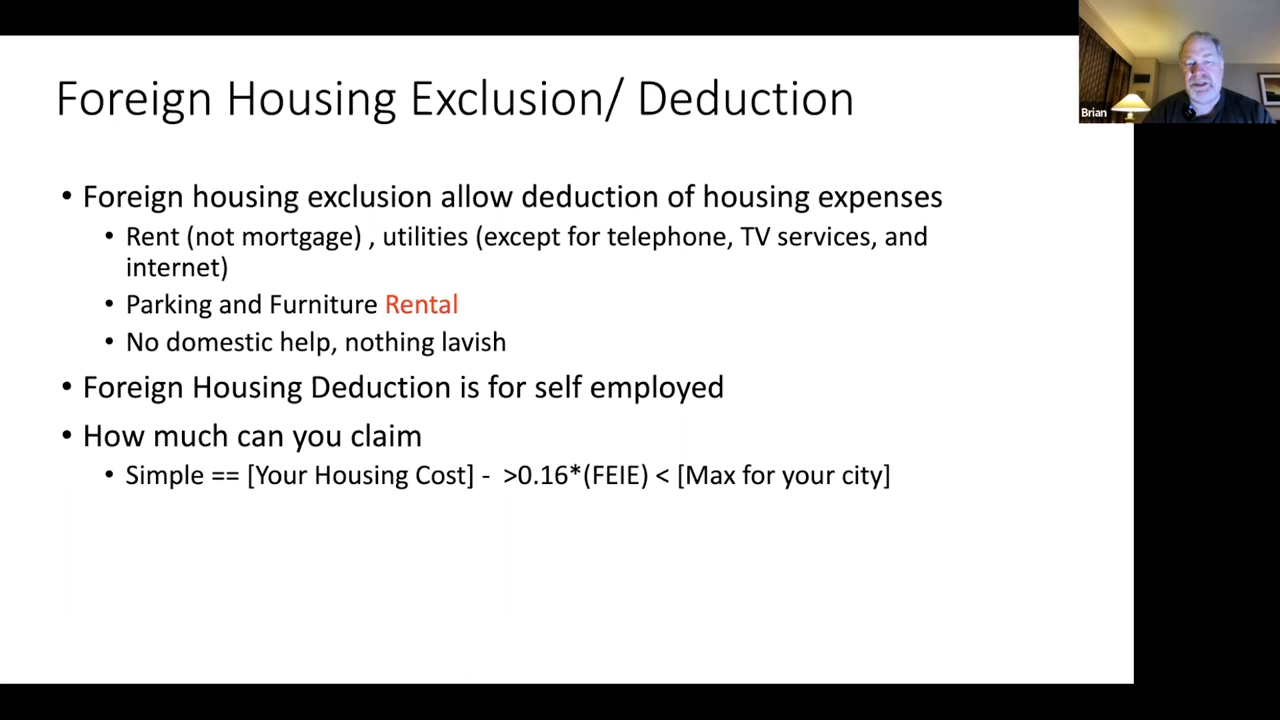 Foreign Housing Exclusion/ Deduction
Brian
• Foreign housing exclusion allow deduction of housing expenses
• Rent (not mortgage) , utilities (except for telephone, TV services, and
internet)
• Parking and Furniture Rental
• No domestic help, nothing lavish
• Foreign Housing Deduction is for self employed
• How much can you claim
• Simple == [Your Housing Cost] - >0.16*(FEIE) < [Max for your city]